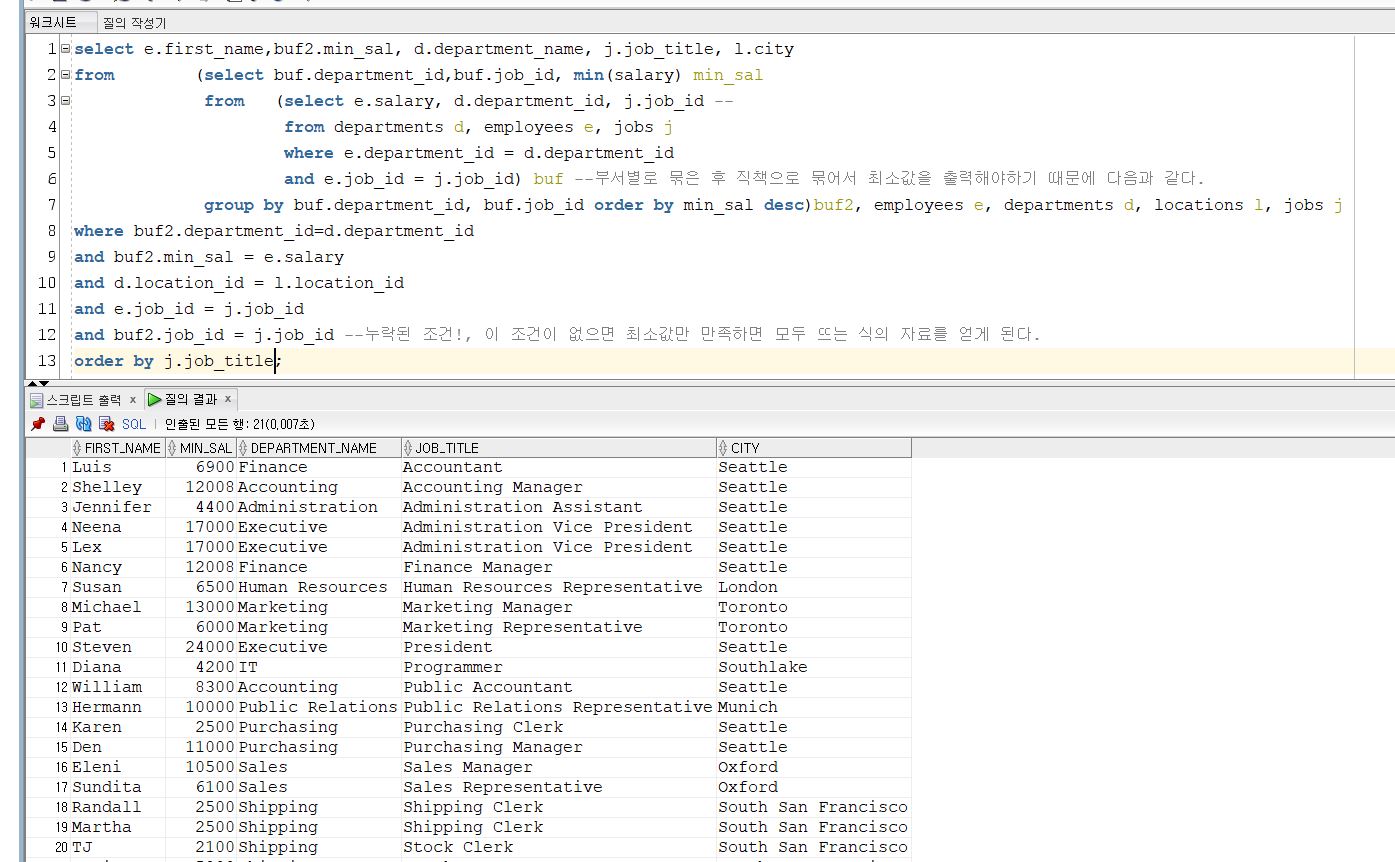 워크시트 질의 작성기
1 select e.first_name,buf2.min_sal, d.department_name, j.job_title, l.city
2 from (select buf.department_id,buf.job_id, min(salary) min_sal
3 from (select e.salary, d.department_id, j.job_id --
4 from departments d, employees e, jobs j
5 where e.department_id = d.department_id
6 and e.job_id = j.job_id) buf --부서별로 묶은 후 직책으로 묶어서 최소값을 출력해야하기 때문에 다음과 같다.
7 group by buf.department_id, buf.job_id order by min_sal desc)buf2, employees e, departments d, locations l, jobs j
8 where buf2.department_id=d.department_id
9 and buf2.min_sal = e.salary
10 and d.location_id = l.location_id
11 and e.job_id = j.job_id
12 and buf2.job_id = j.job_id --누락된 조건!, 이 조건이 없으면 최소값만 만족하면 모두 뜨는 식의 자료를 얻게 된다.
13 order by j.job_title;
스크립트 출력 x 질의 결과 x
SQL | 인출된 모든 행: 21(0,007초)
FIRST_NAME MIN_SAL DEPARTMENT_NAME JOB_TITLE CITY
1 Luis 6900 Finance Accountant Seattle
2 Shelley 12008 Accounting Accounting Manager Seattle
3 Jennifer 4400 Administration Administration Assistant Seattle
4 Neena 17000 Executive Administration Vice President Seattle
5 Lex 17000 Executive Administration Vice President Seattle
6 Nancy 12008 Finance Finance Manager Seattle
7 Susan 6500 Human Resources Human Resources Representative London
8 Michael 13000 Marketing Marketing Manager Toronto
9 Pat 6000 Marketing Marketing Representative Toronto
10 Steven 24000 Executive President Seattle
11 Diana 4200 IT Programmer Southlake
12 William 8300 Accounting Public Accountant Seattle
13 Hermann 10000 Public Relations Public Relations Representative Munich
14 Karen 2500 Purchasing Purchasing Clerk Seattle
15 Den 11000 Purchasing Purchasing Manager Seattle
16 Eleni 10500 Sales Sales Manager Oxford
17 Sundita 6100 Sales Sales Representative Oxford
18 Randall 2500 Shipping Shipping Clerk South San Francisco
19 Martha 2500 Shipping Shipping Clerk South San Francisco
20 TJ 2100 Shipping Stock Clerk South San Francisco